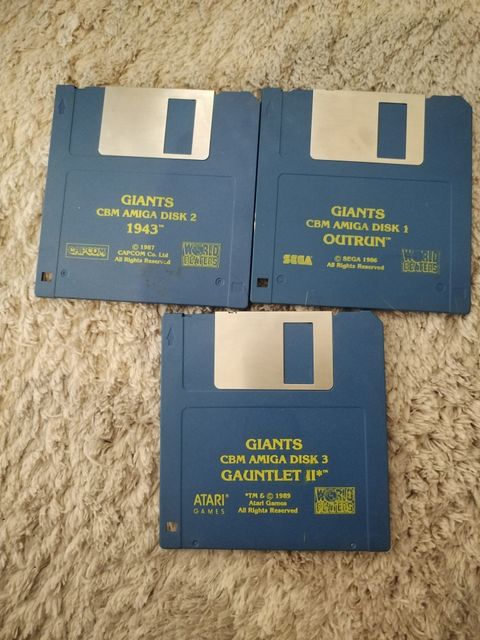 GIANTS
CBM AMIGA DISK 2
1943™
CAPCOM
© 1987
CAPCOM Co. Ltd
All Rights Reserved
WORLD
BEATERS
GIANTS
CBM AMIGA DISK 1
OUTRUN™
SEGA
© SEGA 1986
All Rights Reserved
WORLD
BEATERS
GIANTS
CBM AMIGA DISK 3
GAUNTLET II*™
ATARI®
GAMES
*TM & © 1989
Atari Games
All Rights Reserved
WORLD
BEATERS